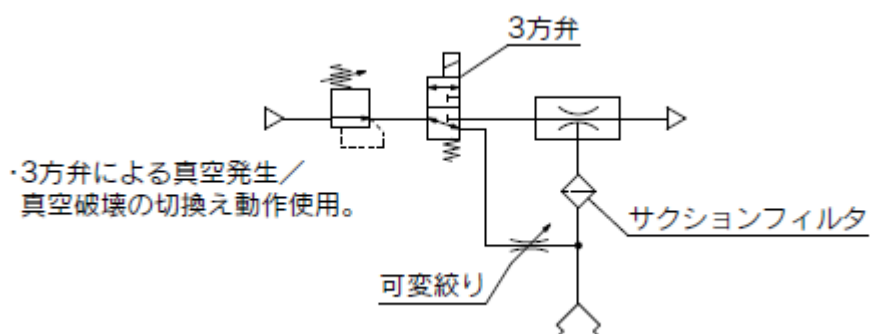 3方弁
・3方弁による真空発生／
真空破壊の切換え動作使用。
サクションフィルタ
可変絞り